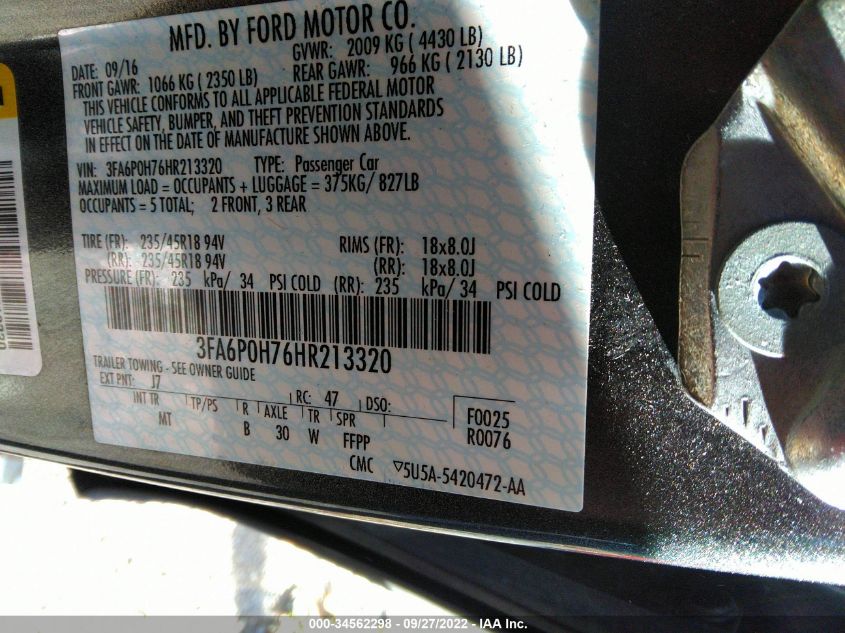 MFD. BY FORD MOTOR CO.
DATE: 09/16 GVWR: 2009 KG ( 4430 LB)
FRONT GAWR: 1066 KG ( 2350 LB) REAR GAWR: 966 KG ( 2130 LB)
THIS VEHICLE CONFORMS TO ALL APPLICABLE FEDERAL MOTOR
VEHICLE SAFETY, BUMPER, AND THEFT PREVENTION STANDARDS
IN EFFECT ON THE DATE OF MANUFACTURE SHOWN ABOVE.
VIN: 3FA6P0H76HR213320 TYPE: Passenger Car
MAXIMUM LOAD = OCCUPANTS + LUGGAGE = 375KG/ 827LB
OCCUPANTS = 5 TOTAL; 2 FRONT, 3 REAR
TIRE (FR): 235/45R18 94V RIMS (FR): 18x8.0J
(RR): 235/45R18 94V (RR): 18x8.0J
PRESSURE (FR): 235 kPa/ 34 PSI COLD (RR): 235 kPa/ 34 PSI COLD
3FA6P0H76HR213320
TRAILER TOWING - SEE OWNER GUIDE
EXT PNT: J7 RC: 47 DSO: F0025
INT TR TP/PS R AXLE TR SPR R0076
MT B 30 W FFPP
CMC 5U5A-5420472-AA
000-34562298 - 09/27/2022 - IAA Inc.